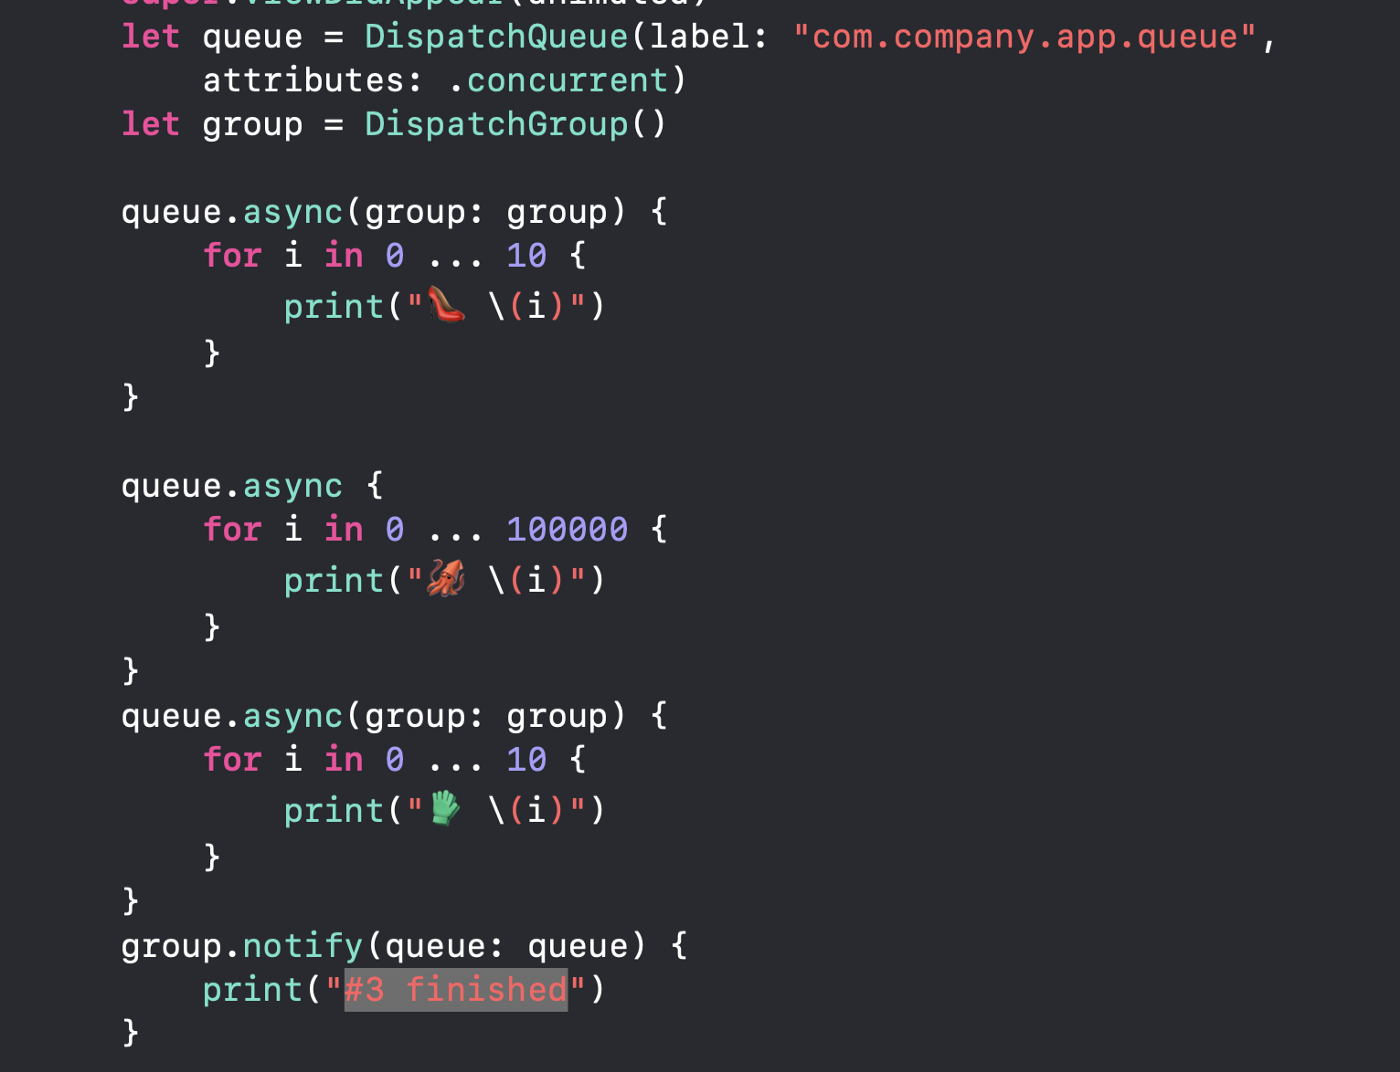 super.viewDidAppear(animated)
let queue = DispatchQueue(label: "com.company.app.queue",
attributes: .concurrent)
let group = DispatchGroup()
queue.async(group: group) {
for i in 0 ... 10 {
print("👠 \(i)")
}
}
queue.async {
for i in 0 ... 100000 {
print("🦑 \(i)")
}
}
queue.async(group: group) {
for i in 0 ... 10 {
print("🧤 \(i)")
}
}
group.notify(queue: queue) {
print("#3 finished")
}